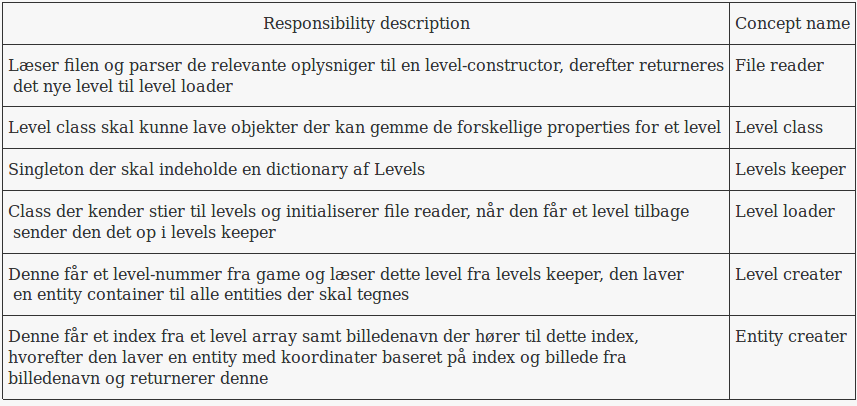 Responsibility description Concept name
Læser filen og parser de relevante oplysniger til en level-constructor, derefter returneres File reader
det nye level til level loader
Level class skal kunne lave objekter der kan gemme de forskellige properties for et level Level class
Singleton der skal indeholde en dictionary af Levels Levels keeper
Class der kender stier til levels og initialiserer file reader, når den får et level tilbage Level loader
sender den det op i levels keeper
Denne får et level-nummer fra game og læser dette level fra levels keeper, den laver Level creater
en entity container til alle entities der skal tegnes
Denne får et index fra et level array samt billedenavn der hører til dette index, Entity creater
hvorefter den laver en entity med koordinater baseret på index og billede fra
billedenavn og returnerer denne